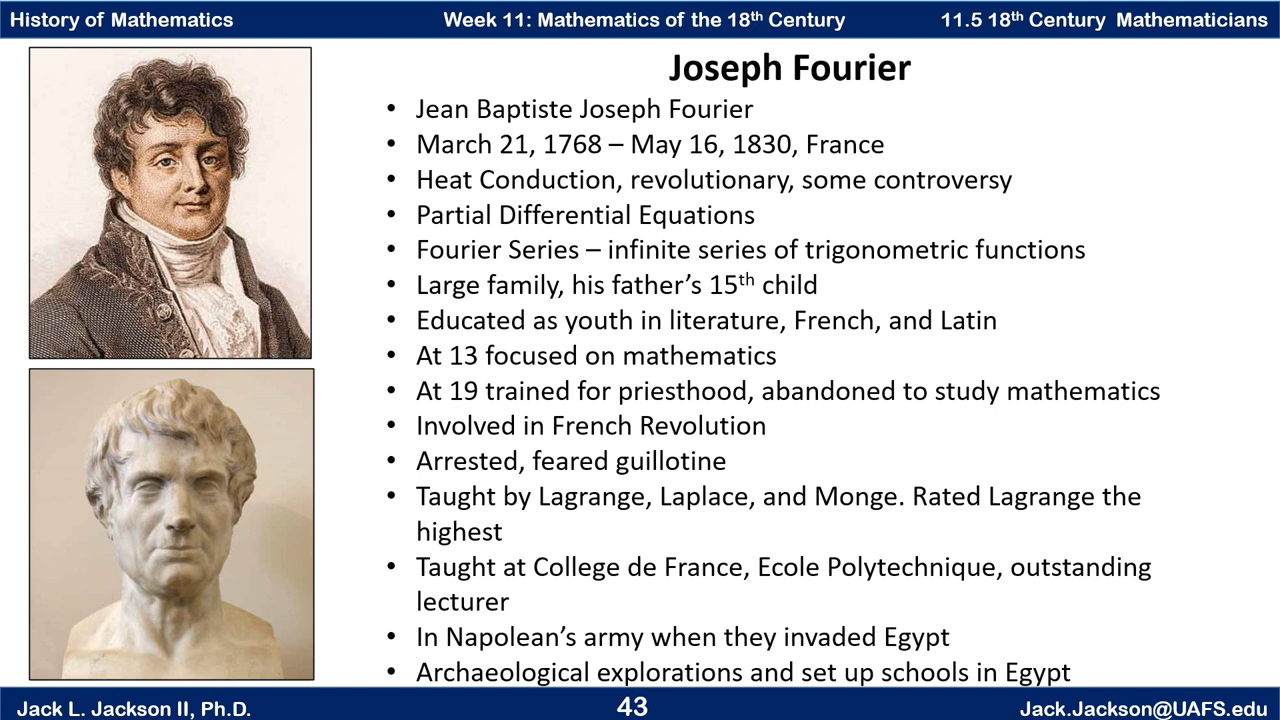 History of Mathematics
Week 11: Mathematics of the 18th Century
11.5 18th Century Mathematicians
Joseph Fourier
• Jean Baptiste Joseph Fourier
• March 21, 1768 – May 16, 1830, France
• Heat Conduction, revolutionary, some controversy
• Partial Differential Equations
• Fourier Series – infinite series of trigonometric functions
• Large family, his father’s 15th child
• Educated as youth in literature, French, and Latin
• At 13 focused on mathematics
• At 19 trained for priesthood, abandoned to study mathematics
• Involved in French Revolution
• Arrested, feared guillotine
• Taught by Lagrange, Laplace, and Monge. Rated Lagrange the
highest
• Taught at College de France, Ecole Polytechnique, outstanding
lecturer
• In Napolean’s army when they invaded Egypt
• Archaeological explorations and set up schools in Egypt
Jack L. Jackson II, Ph.D.
43
Jack.Jackson@UAFS.edu